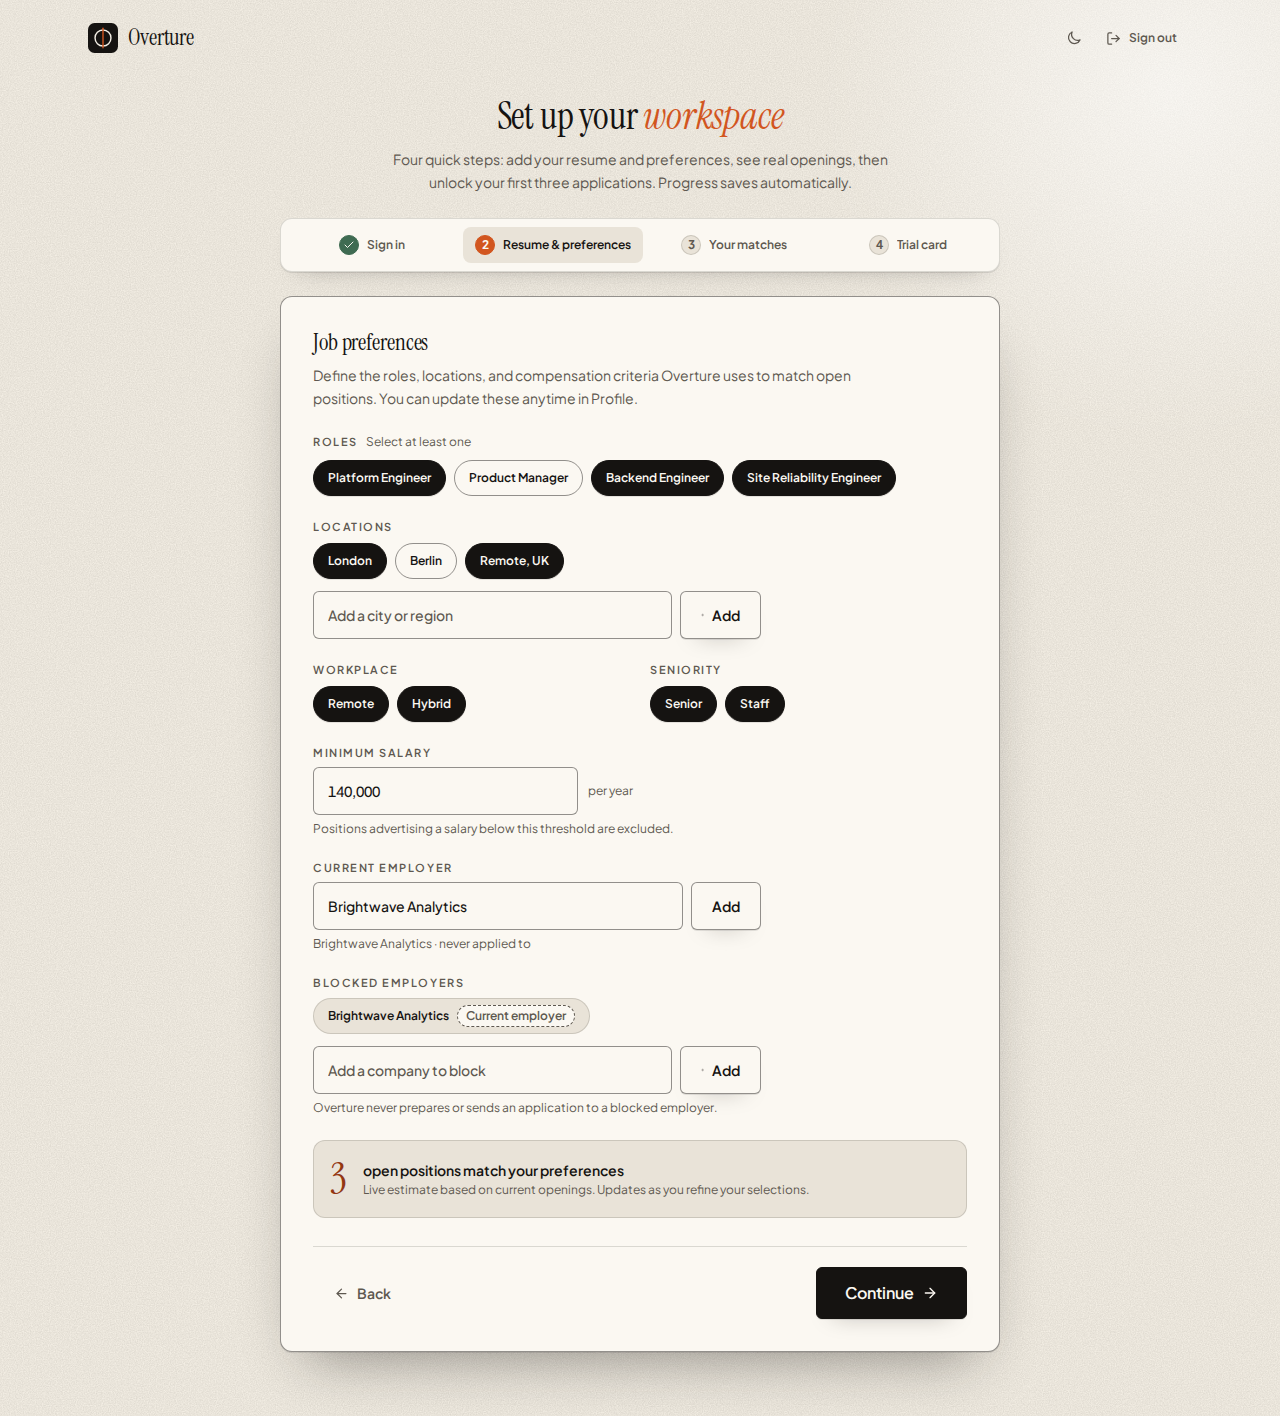 Overture
Sign out
Set up your workspace
Four quick steps: add your resume and preferences, see real openings, then
unlock your first three applications. Progress saves automatically.
Sign in
2 Resume & preferences
3 Your matches
4 Trial card
Job preferences
Define the roles, locations, and compensation criteria Overture uses to match open
positions. You can update these anytime in Profile.
ROLES Select at least one
Platform Engineer Product Manager Backend Engineer Site Reliability Engineer
LOCATIONS
London Berlin Remote, UK
Add a city or region Add
WORKPLACE
Remote Hybrid
SENIORITY
Senior Staff
MINIMUM SALARY
140,000 per year
Positions advertising a salary below this threshold are excluded.
CURRENT EMPLOYER
Brightwave Analytics Add
Brightwave Analytics · never applied to
BLOCKED EMPLOYERS
Brightwave Analytics Current employer
Add a company to block Add
Overture never prepares or sends an application to a blocked employer.
3 open positions match your preferences
Live estimate based on current openings. Updates as you refine your selections.
Back
Continue